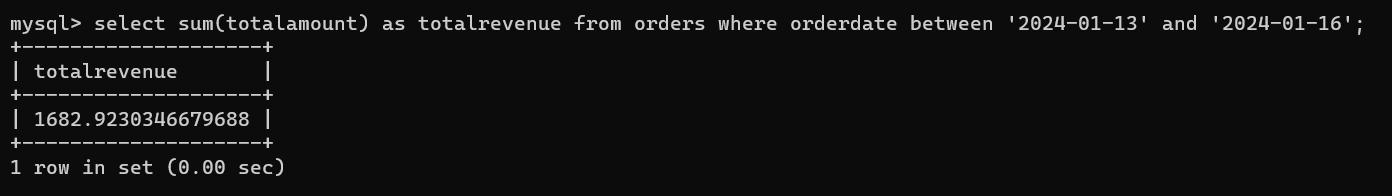 mysql> select sum(totalamount) as totalrevenue from orders where orderdate between '2024-01-13' and '2024-01-16';
+--------------------+
| totalrevenue       |
+--------------------+
| 1682.9230346679688 |
+--------------------+
1 row in set (0.00 sec)